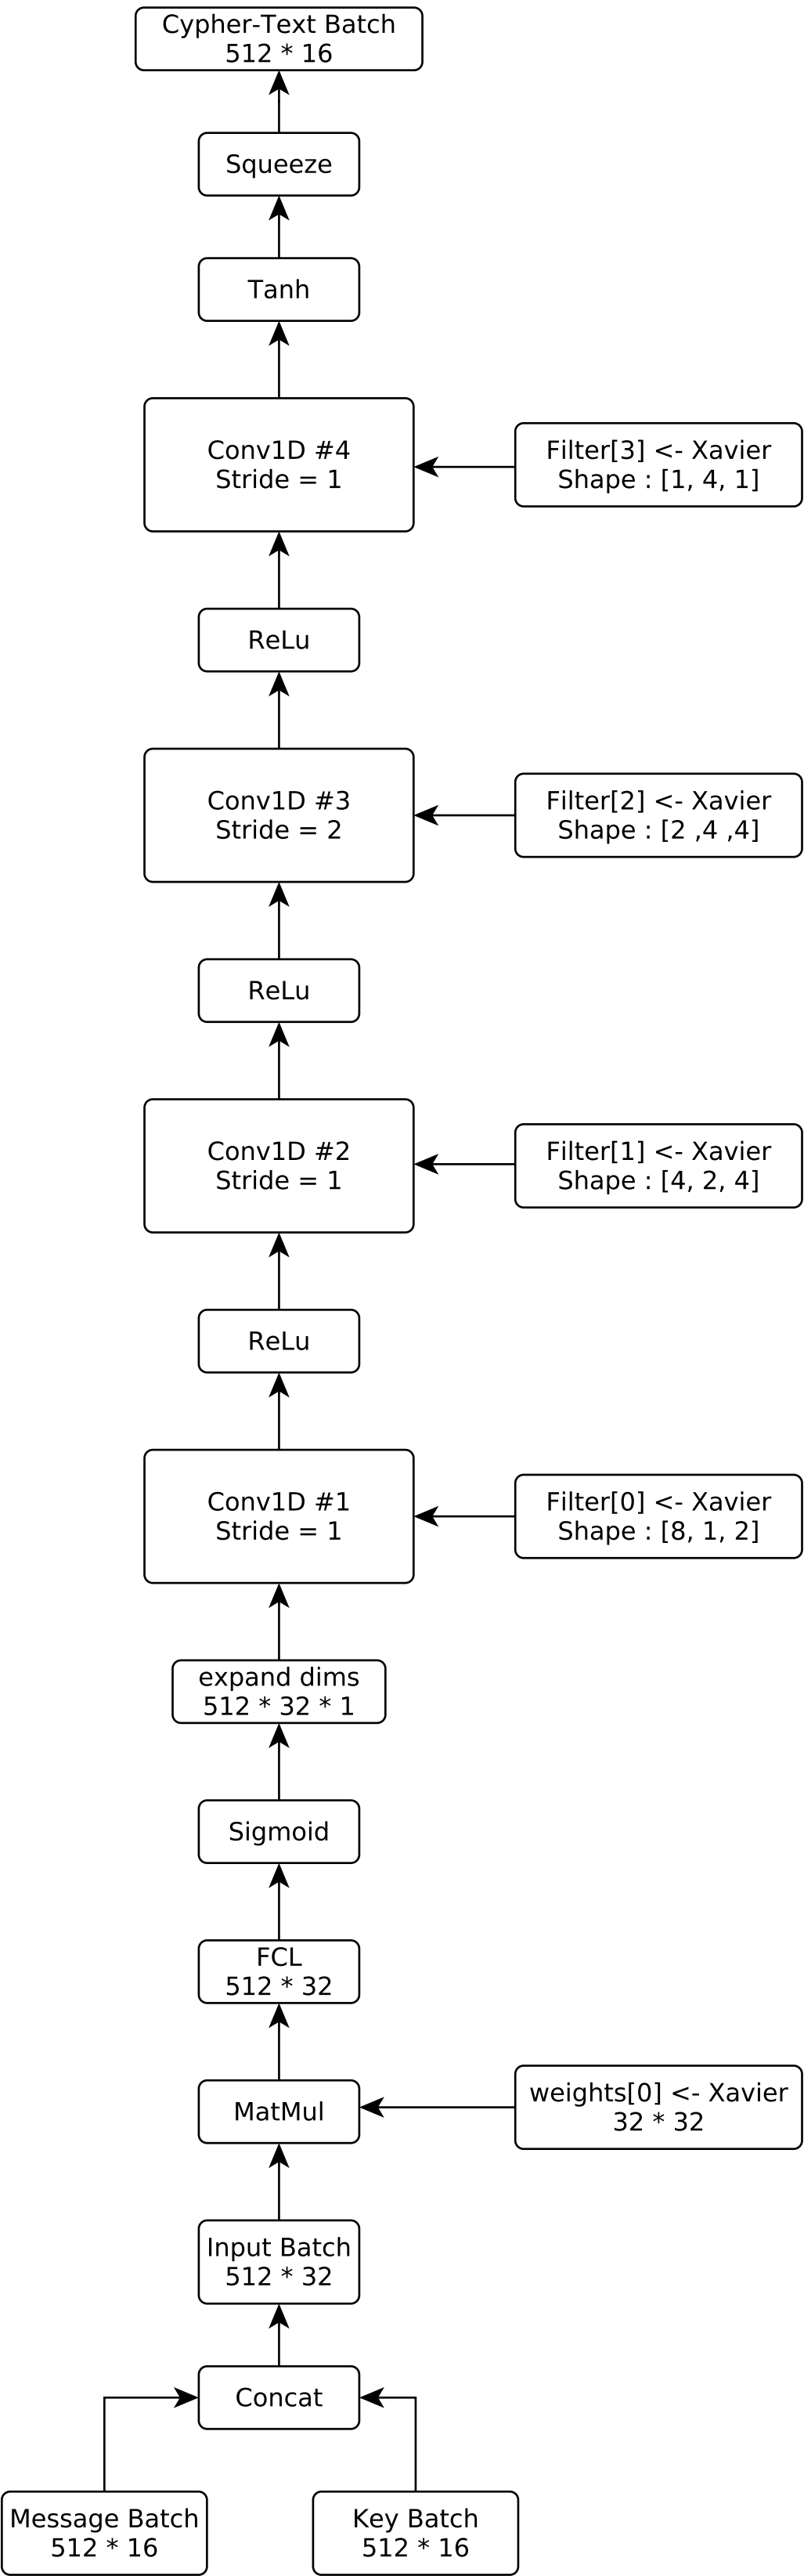 Cypher-Text Batch
512 * 16
Squeeze
Tanh
Conv1D #4
Stride = 1
Filter[3] <- Xavier
Shape : [1, 4, 1]
ReLu
Conv1D #3
Stride = 2
Filter[2] <- Xavier
Shape : [2 ,4 ,4]
ReLu
Conv1D #2
Stride = 1
Filter[1] <- Xavier
Shape : [4, 2, 4]
ReLu
Conv1D #1
Stride = 1
Filter[0] <- Xavier
Shape : [8, 1, 2]
expand dims
512 * 32 * 1
Sigmoid
FCL
512 * 32
MatMul
weights[0] <- Xavier
32 * 32
Input Batch
512 * 32
Concat
Message Batch
512 * 16
Key Batch
512 * 16